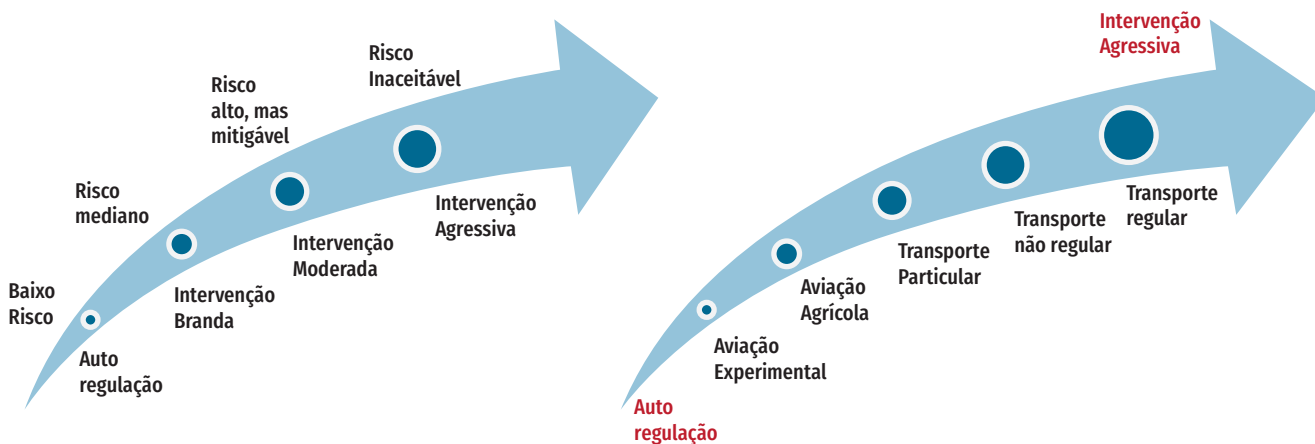 Risco
Inaceitável
Risco
alto, mas
mitigável
Risco
mediano
Baixo
Risco
Auto
regulação
Intervenção
Branda
Intervenção
Moderada
Intervenção
Agressiva
Intervenção
Agressiva
Transporte
regular
Transporte
não regular
Transporte
Particular
Aviação
Agrícola
Aviação
Experimental
Auto
regulação